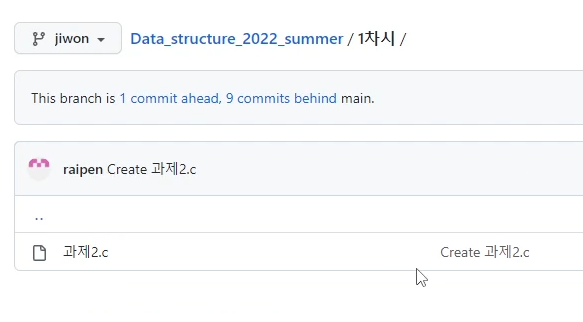 jiwon Data_structure_2022_summer / 1차시 /
This branch is 1 commit ahead, 9 commits behind main.
raipen Create 과제2.c
..
과제2.c Create 과제2.c